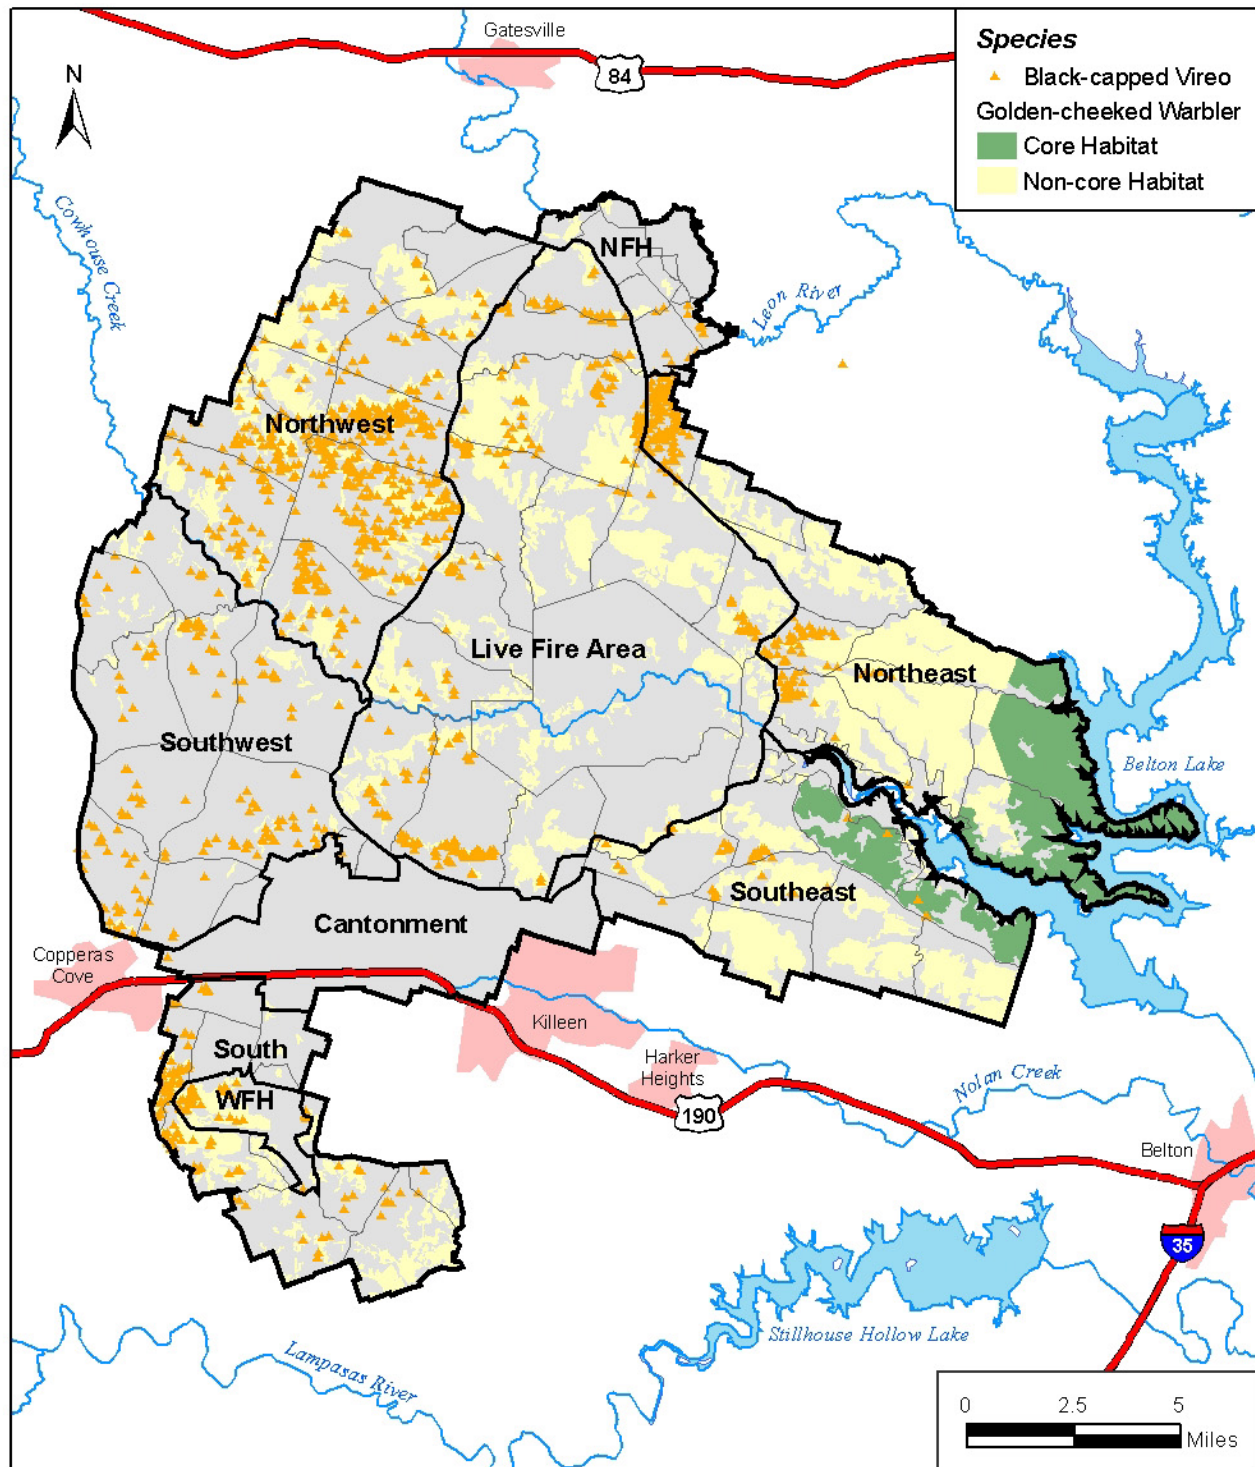 Gatesville
84
Species
Black-capped Vireo
Golden-cheeked Warbler
Core Habitat
Non-core Habitat
N
Cowhouse Creek
NFH
Leon River
Northwest
Live Fire Area
Northeast
Southwest
Belton Lake
Southeast
Cantonment
Copperas
Cove
Killeen
South
Harker
Heights
WFH
190
Nolan Creek
Belton
35
Stillhouse Hollow Lake
Lampasas River
0 2.5 5
Miles